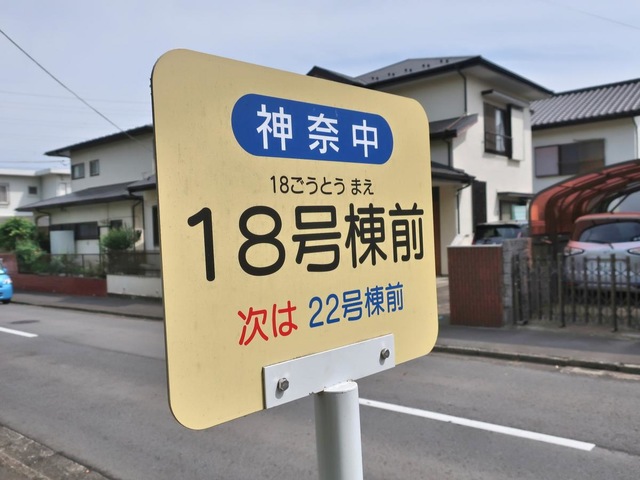 神奈中
18ごうとう まえ
18号棟前
次は 22号棟前